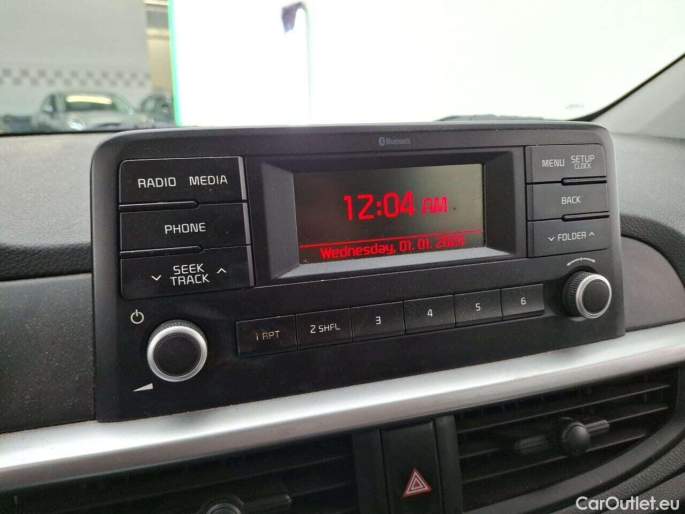 Bluetooth
RADIO MEDIA
PHONE
SEEK
TRACK
12:04 AM
Wednesday, 01. 01.
MENU SETUP
CLOCK
BACK
FOLDER
1 RPT 2 SHFL 3 4 5 6
CarOutlet.eu